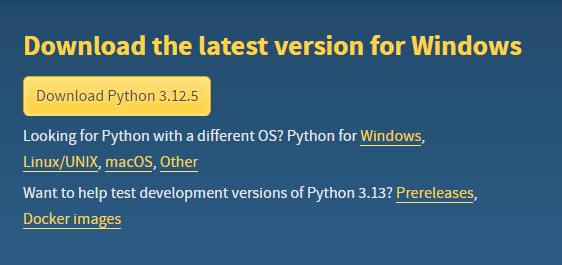 Download the latest version for Windows
Download Python 3.12.5
Looking for Python with a different OS? Python for Windows,
Linux/UNIX, macOS, Other
Want to help test development versions of Python 3.13? Prereleases,
Docker images